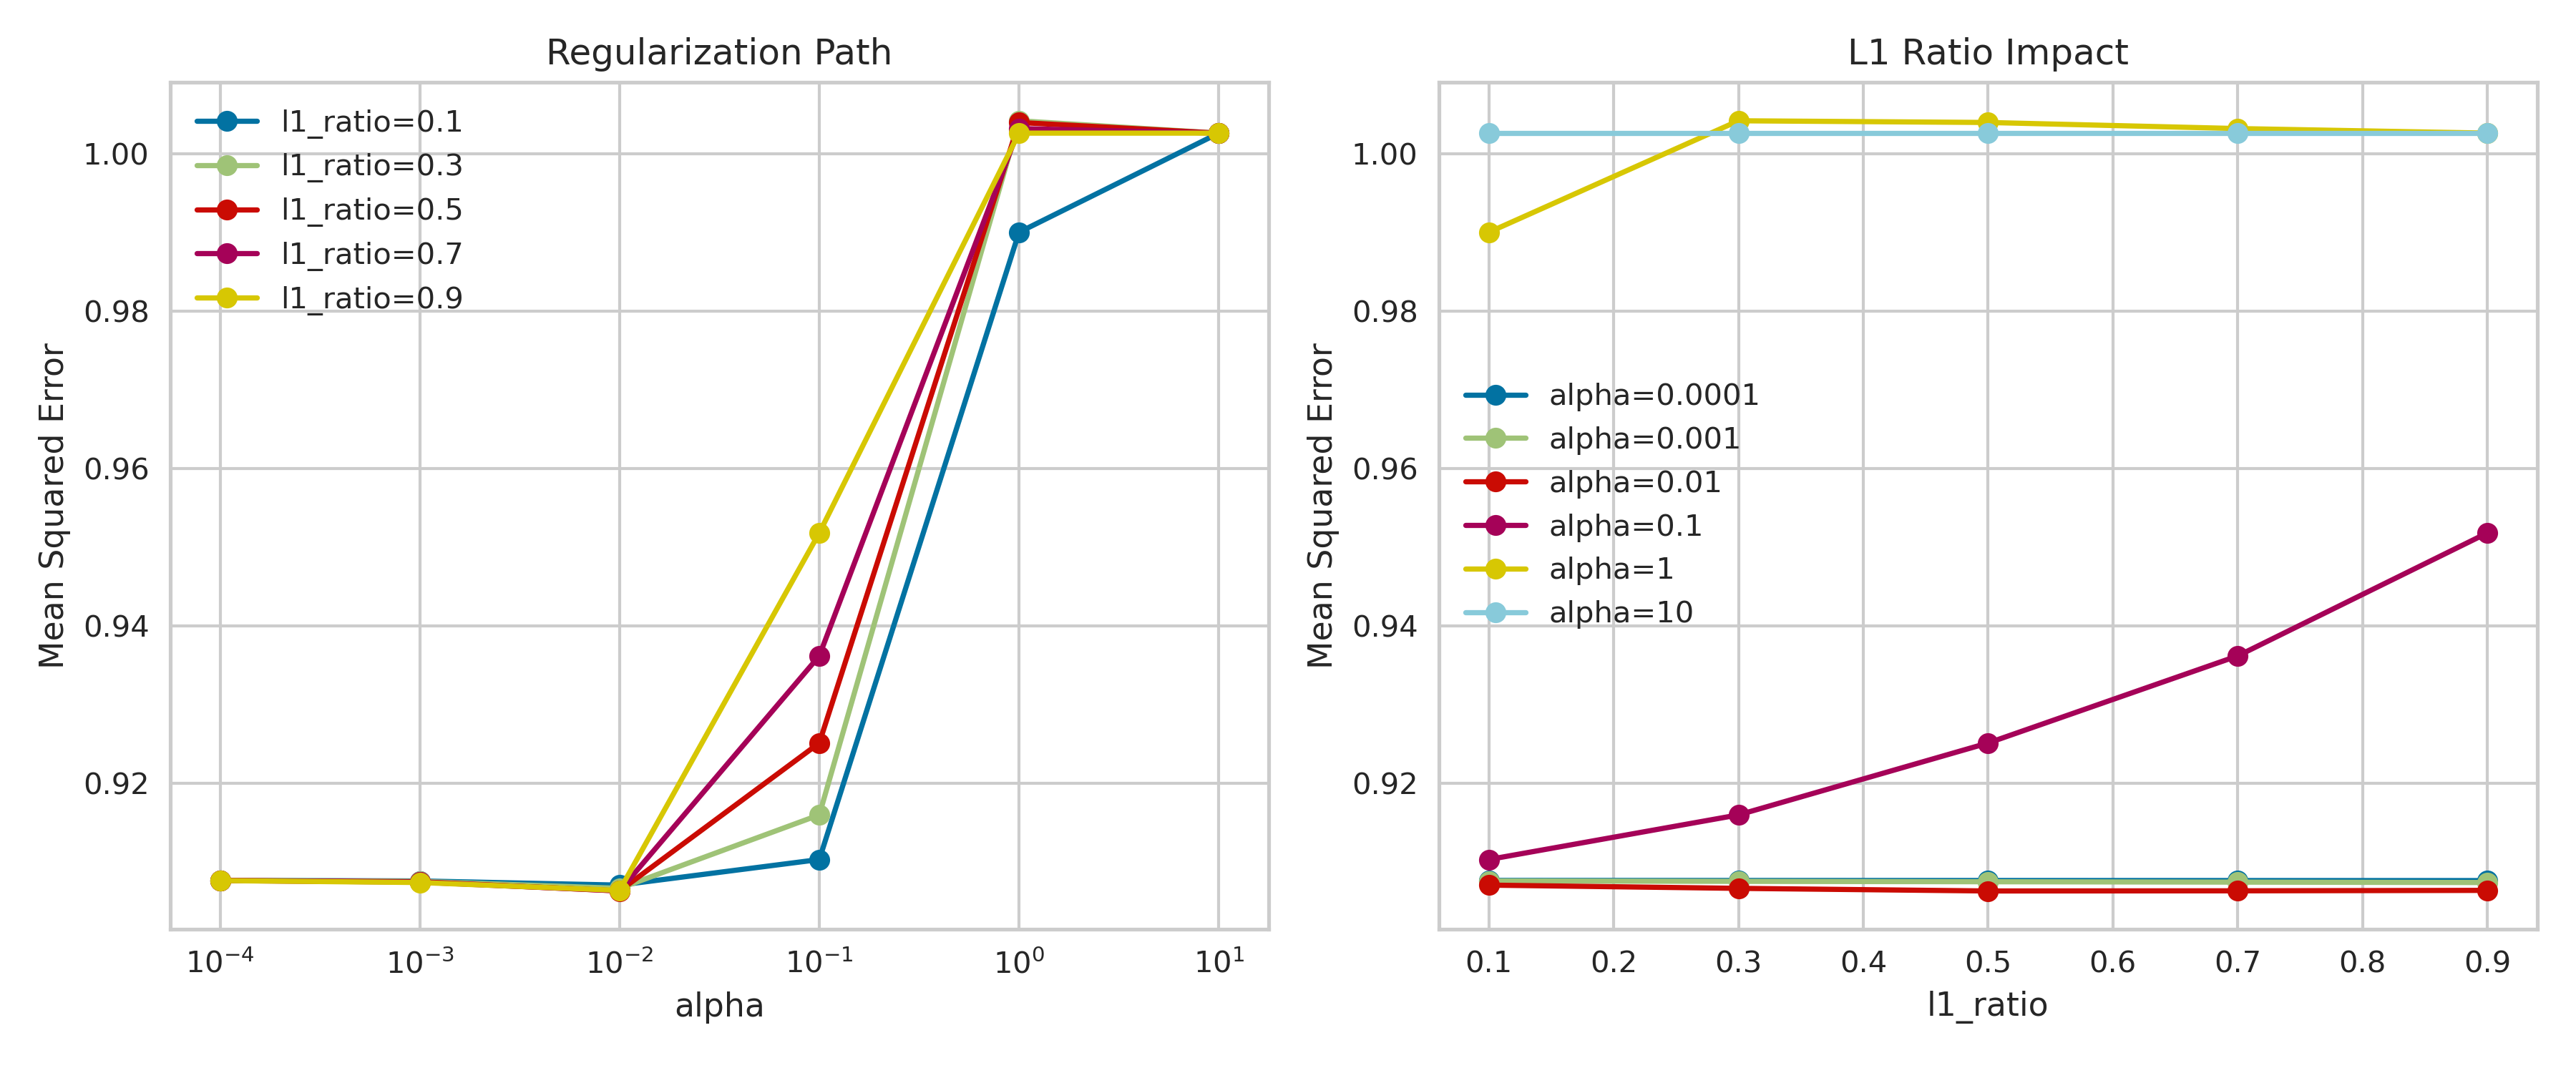 Regularization Path
l1_ratio=0.1
l1_ratio=0.3
l1_ratio=0.5
l1_ratio=0.7
l1_ratio=0.9
1.00
0.98
0.96
0.94
0.92
Mean Squared Error
10⁻⁴ 10⁻³ 10⁻² 10⁻¹ 10⁰ 10¹
alpha
L1 Ratio Impact
alpha=0.0001
alpha=0.001
alpha=0.01
alpha=0.1
alpha=1
alpha=10
1.00
0.98
0.96
0.94
0.92
Mean Squared Error
0.1 0.2 0.3 0.4 0.5 0.6 0.7 0.8 0.9
l1_ratio